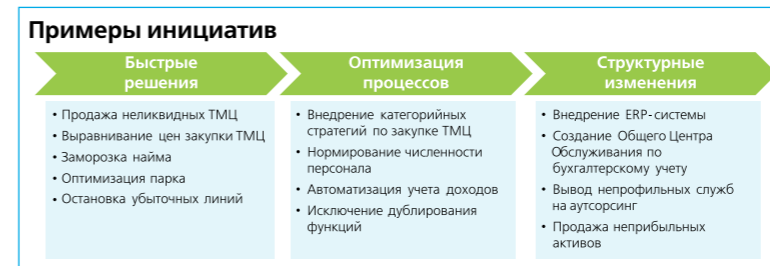 Примеры инициатив
Быстрые
решения
• Продажа неликвидных ТМЦ
• Выравнивание цен закупки ТМЦ
• Заморозка найма
• Оптимизация парка
• Остановка убыточных линий
Оптимизация
процессов
• Внедрение категорийных
стратегий по закупке ТМЦ
• Нормирование численности
персонала
• Автоматизация учета доходов
• Исключение дублирования
функций
Структурные
изменения
• Внедрение ERP-системы
• Создание Общего Центра
Обслуживания по
бухгалтерскому учету
• Вывод непрофильных служб
на аутсорсинг
• Продажа неприбыльных
активов